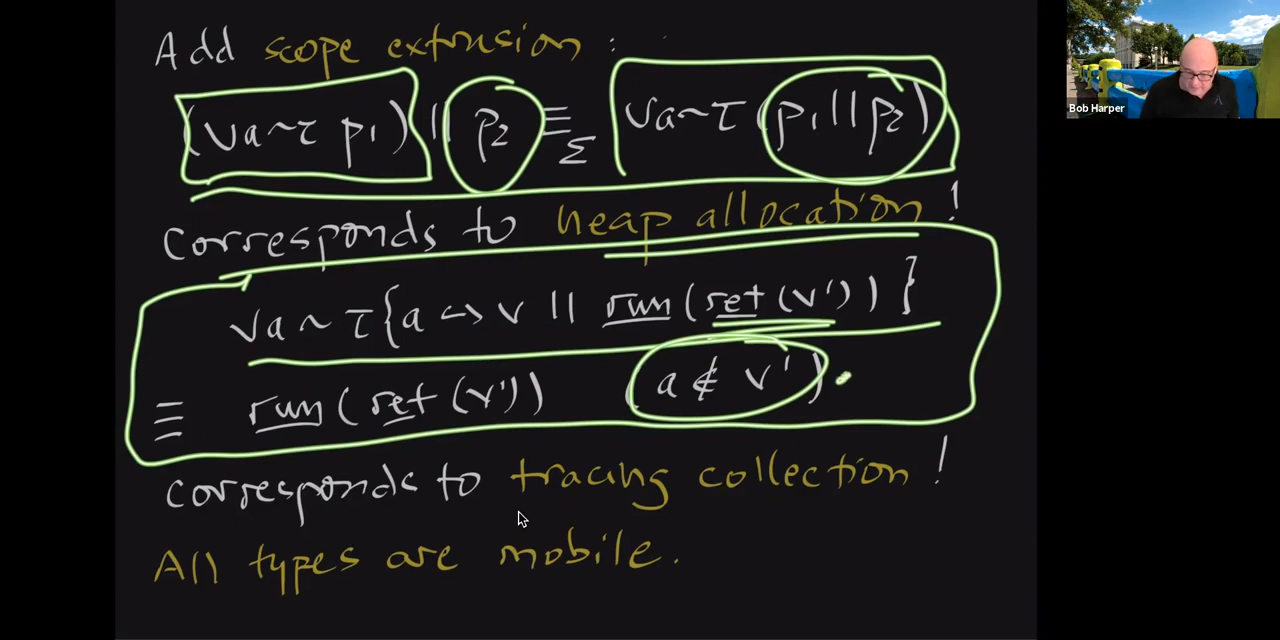 Add scope extrusion :
(νa~τ p₁) || p₂ ≡_Σ νa~τ (p₁ || p₂)
corresponds to heap allocation !
νa ~ τ { a ↪ v || run (ret (v') ) }
≡ run (ret (v')) ( a ∉ v' ) .
corresponds to tracing collection !
All types are mobile.
Bob Harper